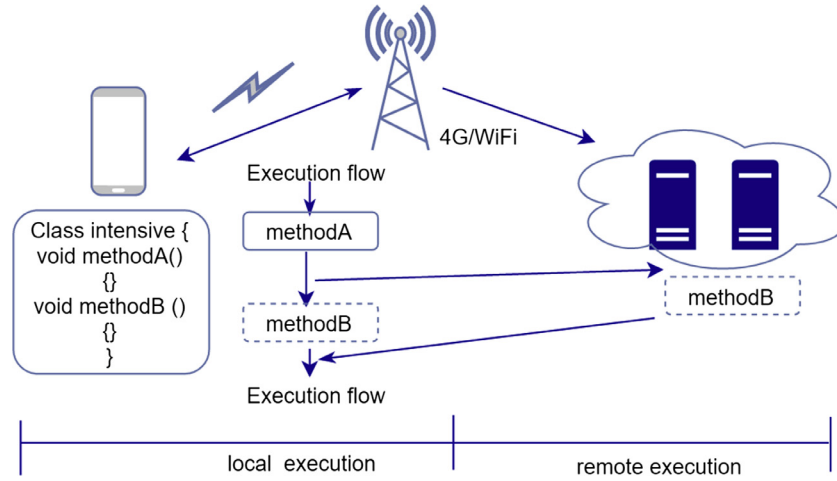 4G/WiFi
Execution flow
Class intensive {
void methodA()
{}
void methodB ()
{}
}
methodA
methodB
methodB
Execution flow
local execution
remote execution